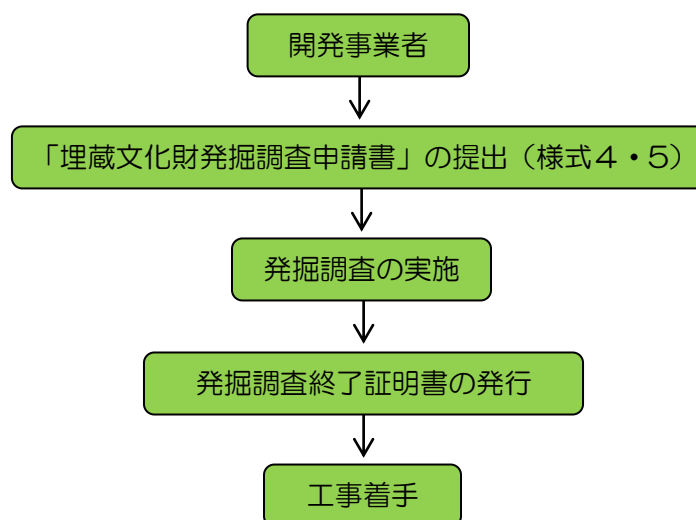 開発事業者
「埋蔵文化財発掘調査申請書」の提出（様式４・５）
発掘調査の実施
発掘調査終了証明書の発行
工事着手